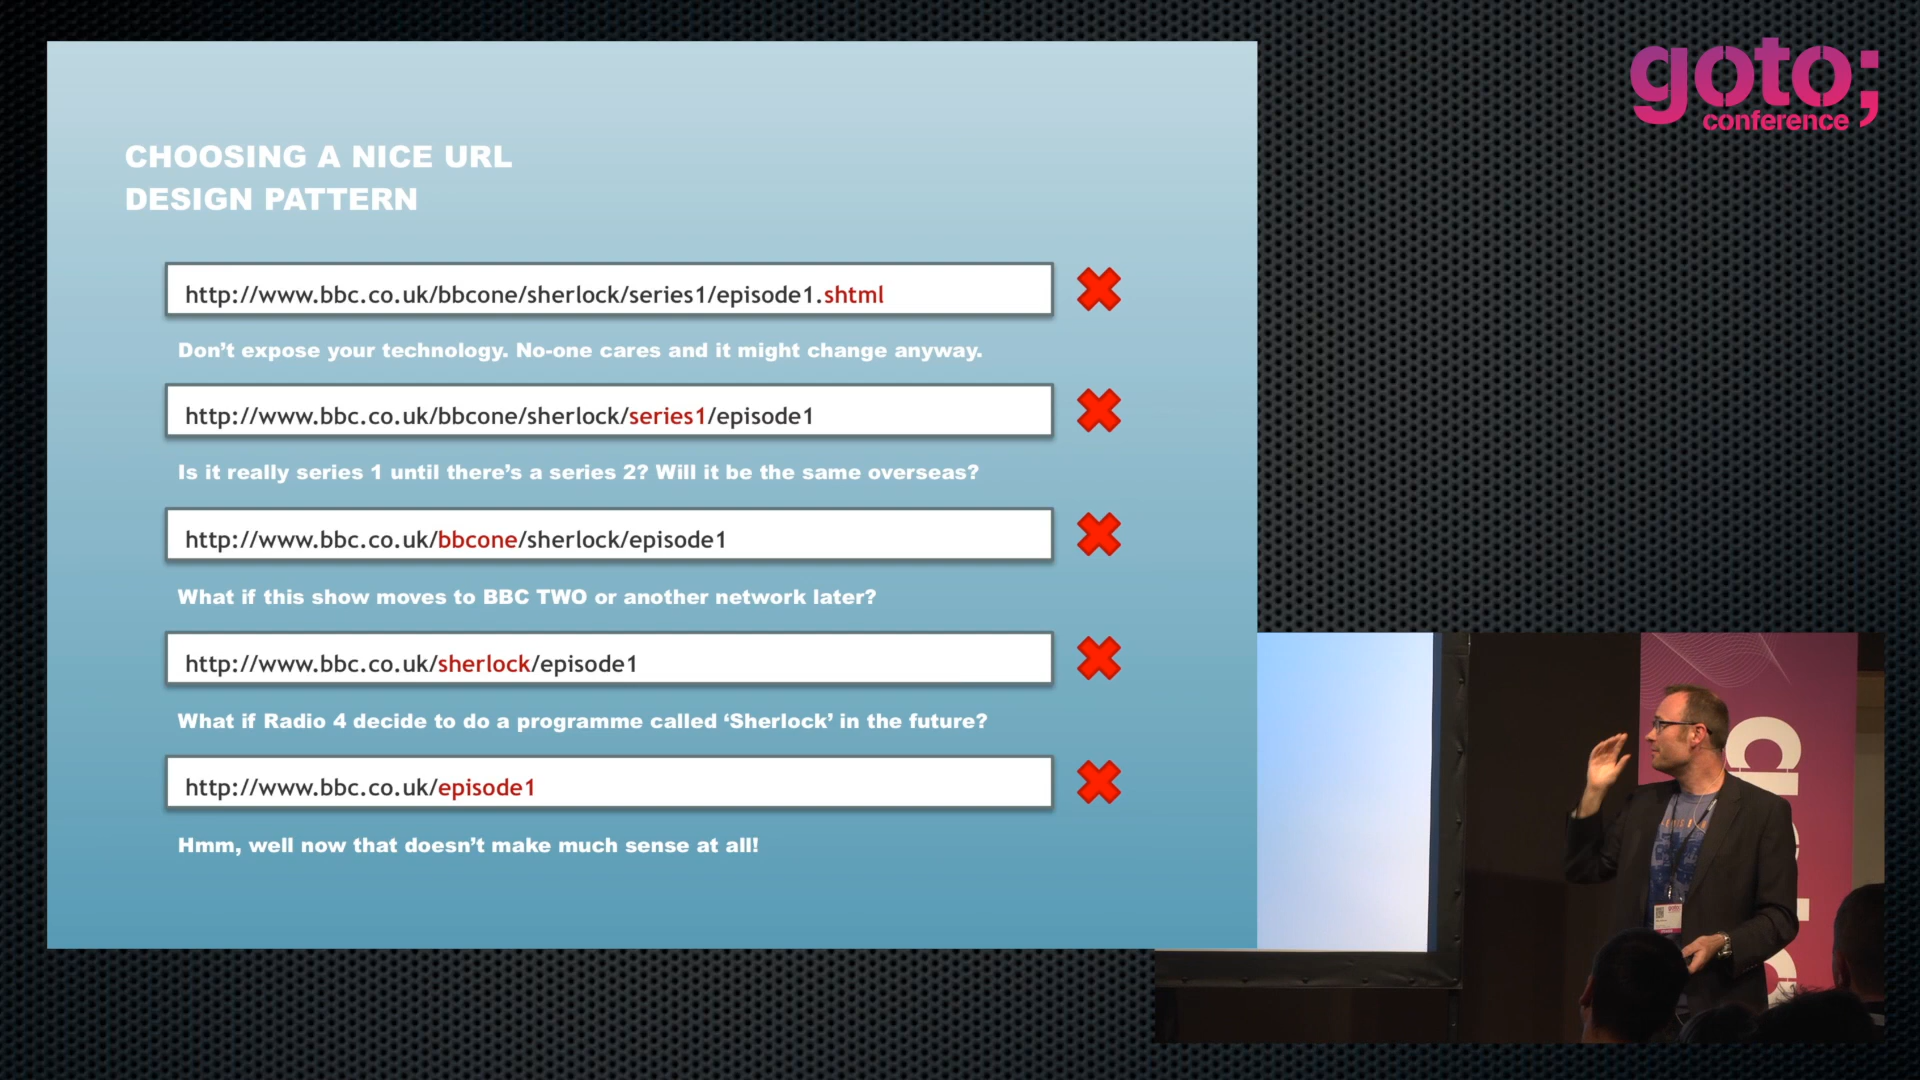 goto;
conference
CHOOSING A NICE URL
DESIGN PATTERN
http://www.bbc.co.uk/bbcone/sherlock/series1/episode1.shtml
Don’t expose your technology. No-one cares and it might change anyway.
http://www.bbc.co.uk/bbcone/sherlock/series1/episode1
Is it really series 1 until there’s a series 2? Will it be the same overseas?
http://www.bbc.co.uk/bbcone/sherlock/episode1
What if this show moves to BBC TWO or another network later?
http://www.bbc.co.uk/sherlock/episode1
What if Radio 4 decide to do a programme called ‘Sherlock’ in the future?
http://www.bbc.co.uk/episode1
Hmm, well now that doesn’t make much sense at all!